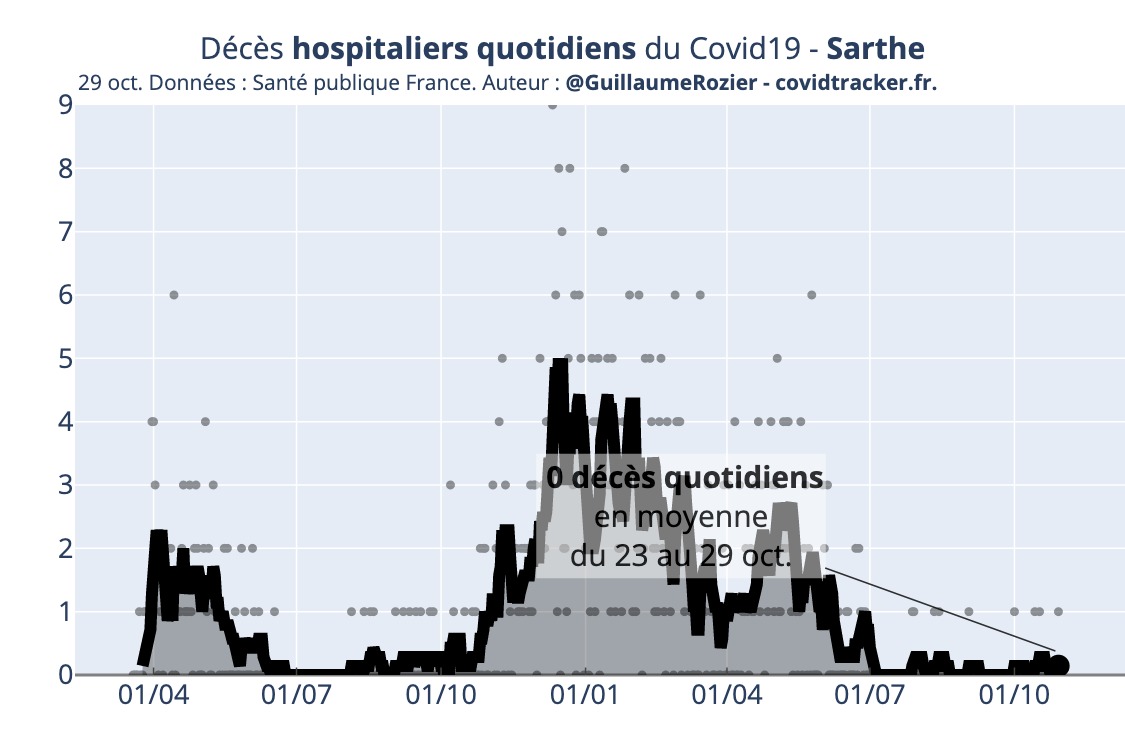 Décès hospitaliers quotidiens du Covid19 - Sarthe
29 oct. Données : Santé publique France. Auteur : @GuillaumeRozier - covidtracker.fr.
9
8
7
6
5
4
3
2
1
0
0 décès quotidiens
en moyenne
du 23 au 29 oct.
01/04 01/07 01/10 01/01 01/04 01/07 01/10